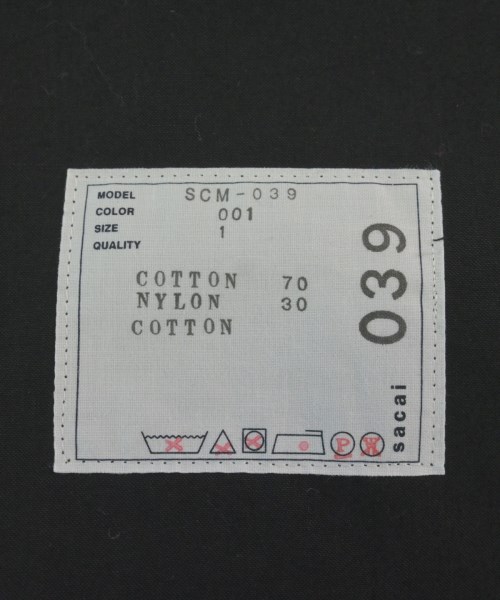 MODEL SCM-039
COLOR 001
SIZE 1
QUALITY
COTTON 70
NYLON 30
COTTON
039
sacai
P W